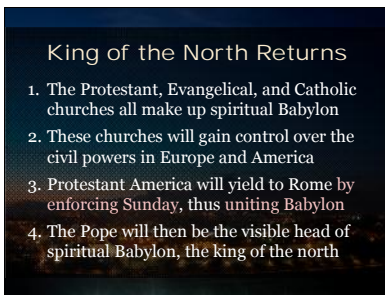 King of the North Returns
1. The Protestant, Evangelical, and Catholic
churches all make up spiritual Babylon
2. These churches will gain control over the
civil powers in Europe and America
3. Protestant America will yield to Rome by
enforcing Sunday, thus uniting Babylon
4. The Pope will then be the visible head of
spiritual Babylon, the king of the north